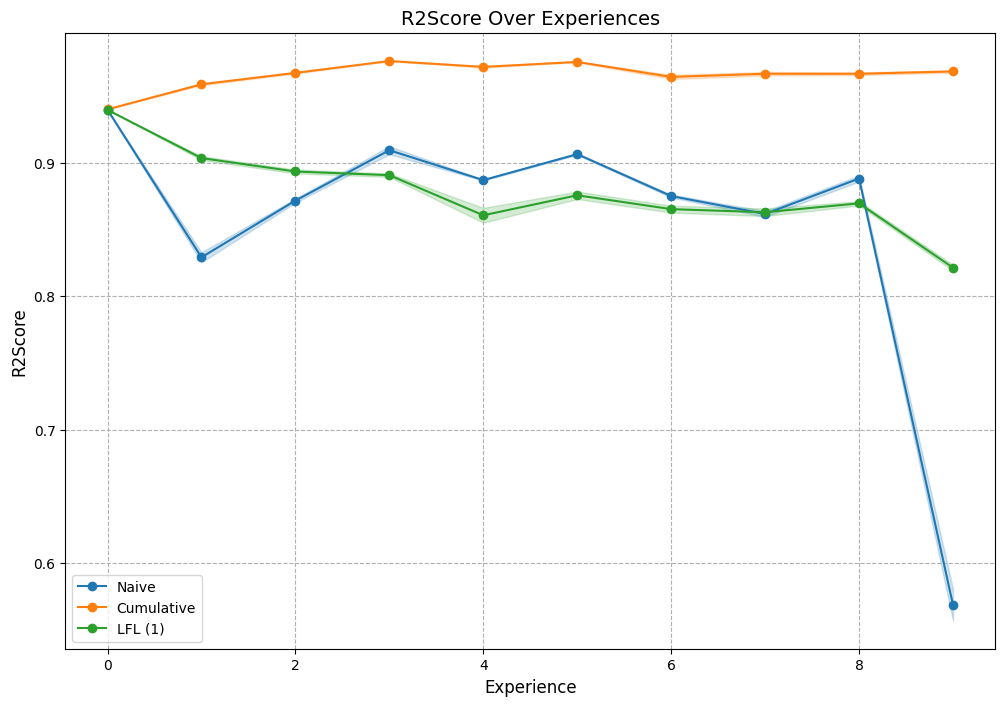 R2Score Over Experiences
R2Score
0.9
0.8
0.7
0.6
Naive
Cumulative
LFL (1)
0 2 4 6 8
Experience